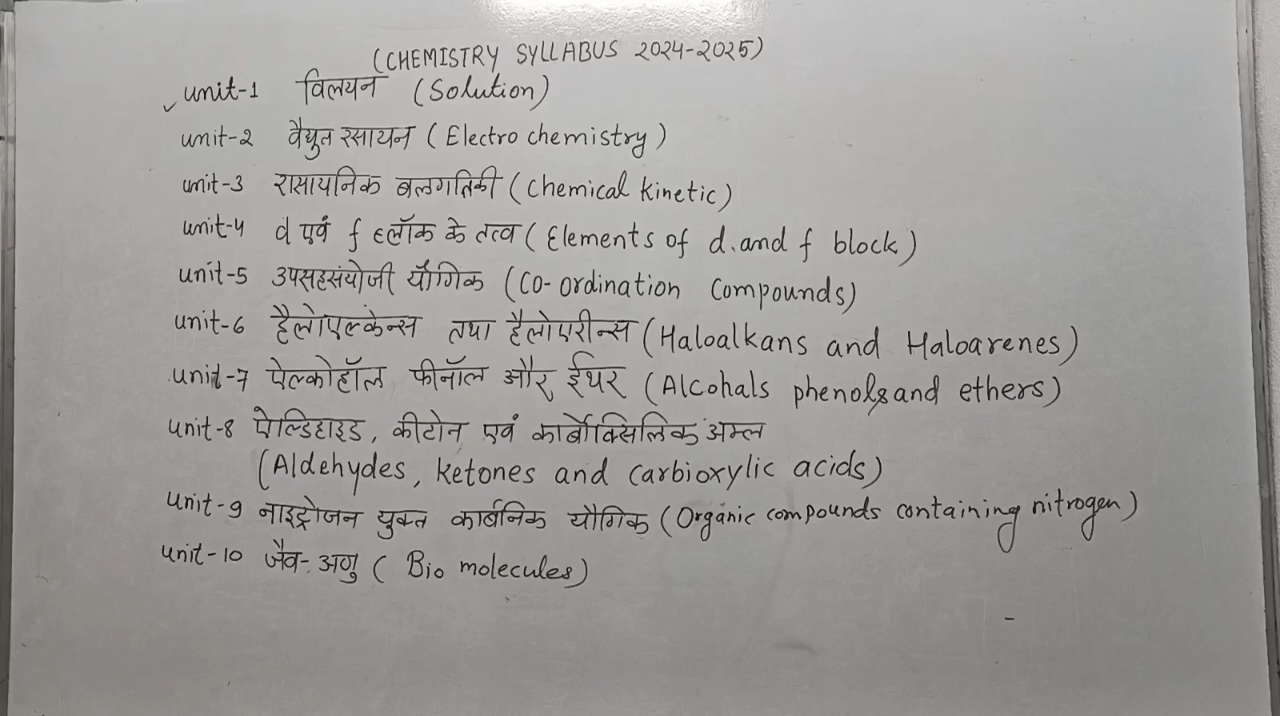 (CHEMISTRY SYLLABUS 2024-2025)
unit-1 विलयन (Solution)
unit-2 वैद्युत रसायन (Electro chemistry)
unit-3 रासायनिक बलगतिकी (Chemical kinetic)
unit-4 d एवं f ब्लॉक के तत्व (Elements of d.and f block)
unit-5 उपसहसंयोजी यौगिक (Co-ordination Compounds)
unit-6 हैलोएल्केन्स तथा हैलोएरीन्स (Haloalkans and Haloarenes)
unit-7 ऐल्कोहॉल, फीनॉल और ईथर (Alcohals phenols and ethers)
unit-8 ऐल्डिहाइड, कीटोन एवं कार्बोक्सिलिक अम्ल
(Aldehydes, ketones and carbioxylic acids)
unit-9 नाइट्रोजन युक्त कार्बनिक यौगिक (Organic compounds containing nitrogen)
unit-10 जैव-अणु (Bio molecules)